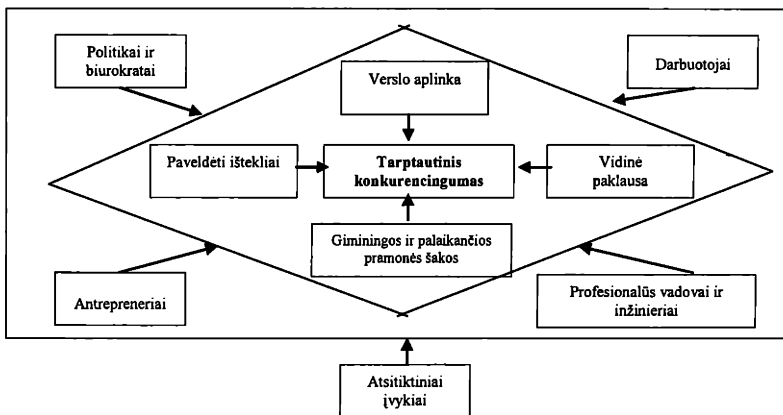 Politikai ir
biurokratai
Verslo aplinka
Darbuotojai
Paveldėti ištekliai
Tarptautinis
konkurencingumas
Vidinė
paklausa
Giminingos ir palaikančios
pramonės šakos
Antrepreneriai
Profesionalūs vadovai ir
inžinieriai
Atsitiktiniai
įvykiai